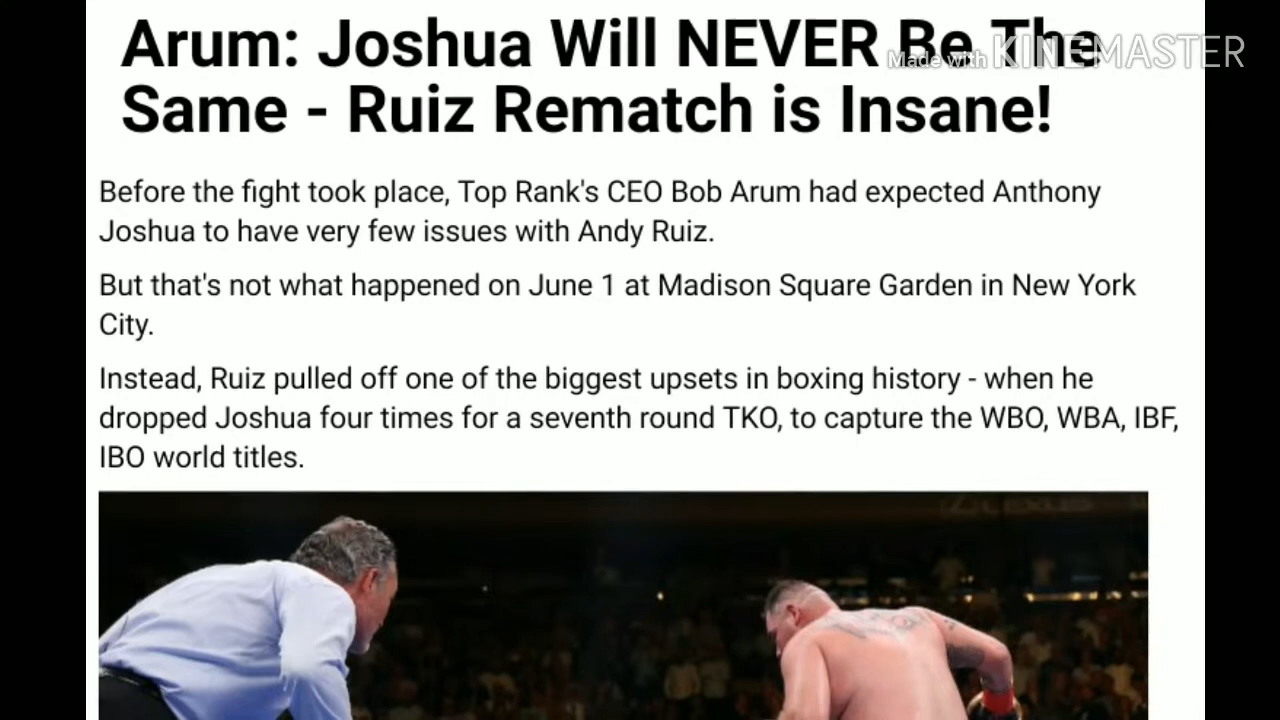 Arum: Joshua Will NEVER Be The
Same - Ruiz Rematch is Insane!
Made with KINEMASTER
Before the fight took place, Top Rank's CEO Bob Arum had expected Anthony
Joshua to have very few issues with Andy Ruiz.
But that's not what happened on June 1 at Madison Square Garden in New York
City.
Instead, Ruiz pulled off one of the biggest upsets in boxing history - when he
dropped Joshua four times for a seventh round TKO, to capture the WBO, WBA, IBF,
IBO world titles.